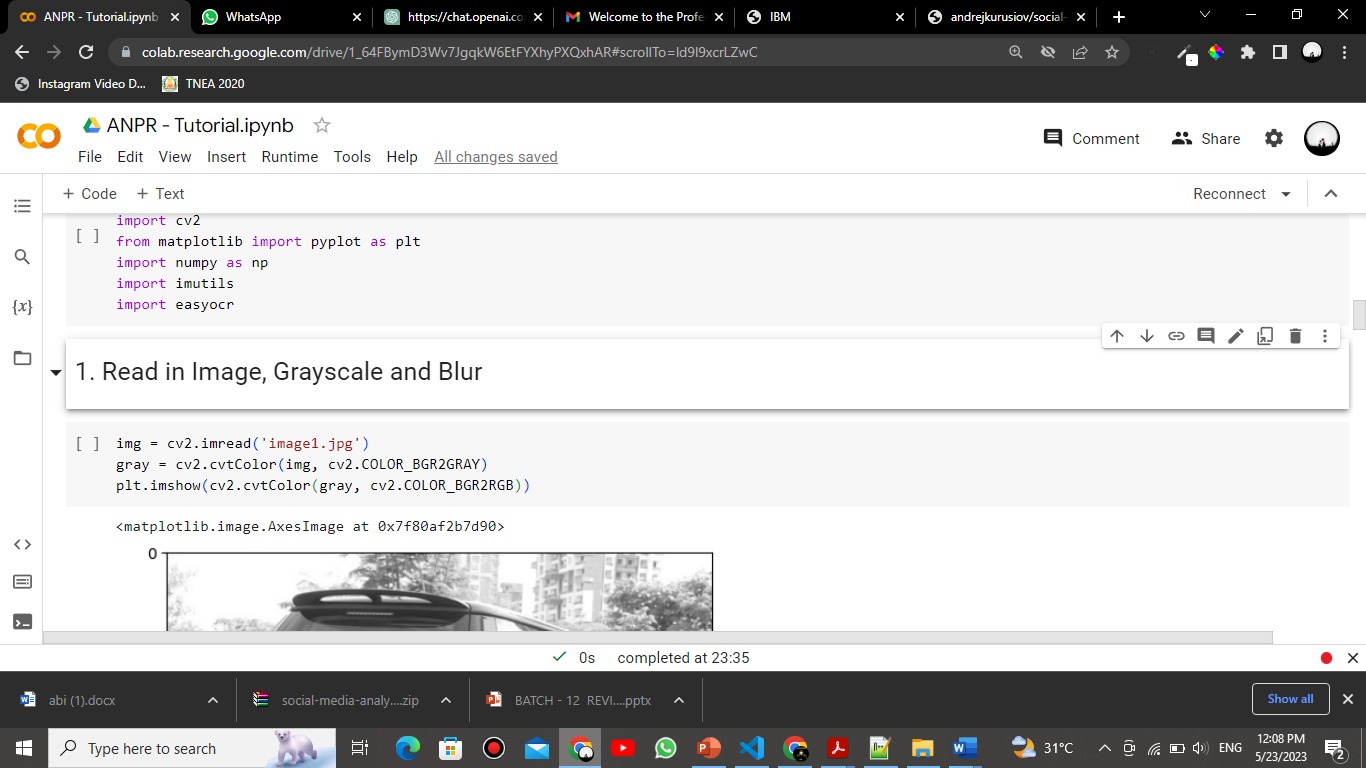 ANPR - Tutorial.ipynb
WhatsApp
https://chat.openai.co
Welcome to the Profe
IBM
andrejkurusiov/social-
colab.research.google.com/drive/1_64FBymD3Wv7JgqkW6EtFYXhyPXQxhAR#scrollTo=Id9I9xcrLZwC
Instagram Video D...
TNEA 2020
ANPR - Tutorial.ipynb
Comment
Share
File Edit View Insert Runtime Tools Help All changes saved
+ Code + Text
Reconnect
import cv2
[ ] from matplotlib import pyplot as plt
import numpy as np
import imutils
import easyocr
1. Read in Image, Grayscale and Blur
{x}
[ ] img = cv2.imread('image1.jpg')
gray = cv2.cvtColor(img, cv2.COLOR_BGR2GRAY)
plt.imshow(cv2.cvtColor(gray, cv2.COLOR_BGR2RGB))
<matplotlib.image.AxesImage at 0x7f80af2b7d90>
0
0s completed at 23:35
abi (1).docx
social-media-analy....zip
BATCH - 12 REVI....pptx
Show all
Type here to search
31°C
ENG
12:08 PM
5/23/2023
2